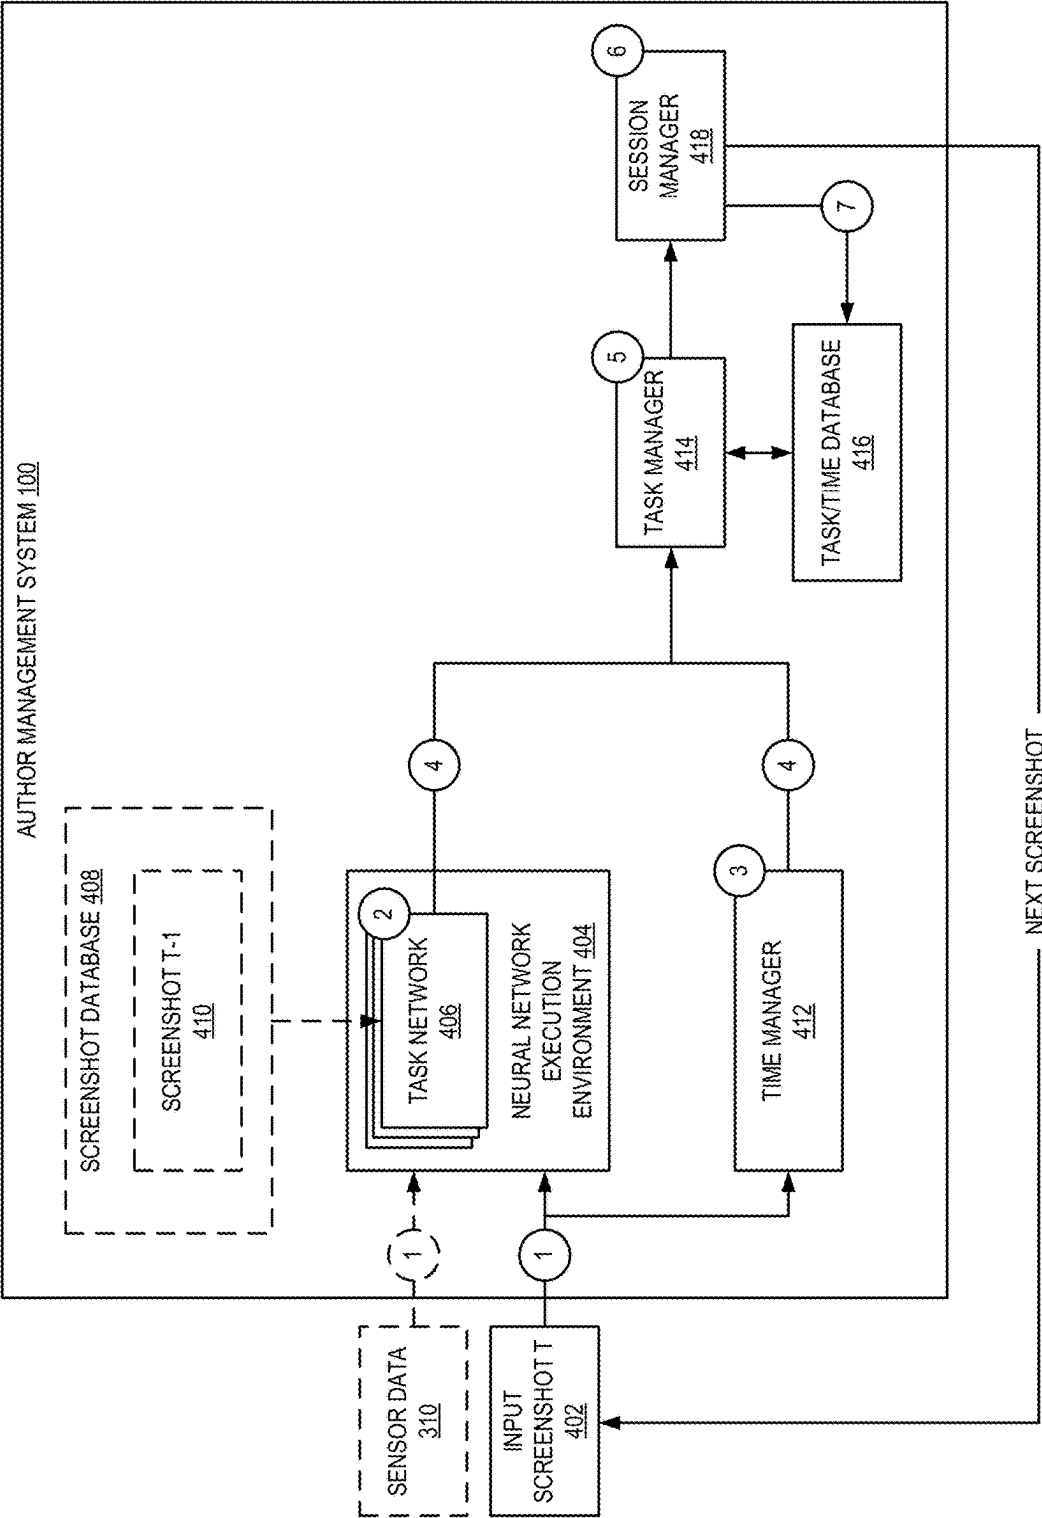 AUTHOR MANAGEMENT SYSTEM 100
SCREENSHOT DATABASE 408
SCREENSHOT T-1
410
SENSOR DATA
310
1
INPUT
SCREENSHOT T
402
1
2
TASK NETWORK
406
NEURAL NETWORK
EXECUTION
ENVIRONMENT 404
3
TIME MANAGER
412
4
4
5
TASK MANAGER
414
TASK/TIME DATABASE
416
6
SESSION
MANAGER
418
7
NEXT SCREENSHOT